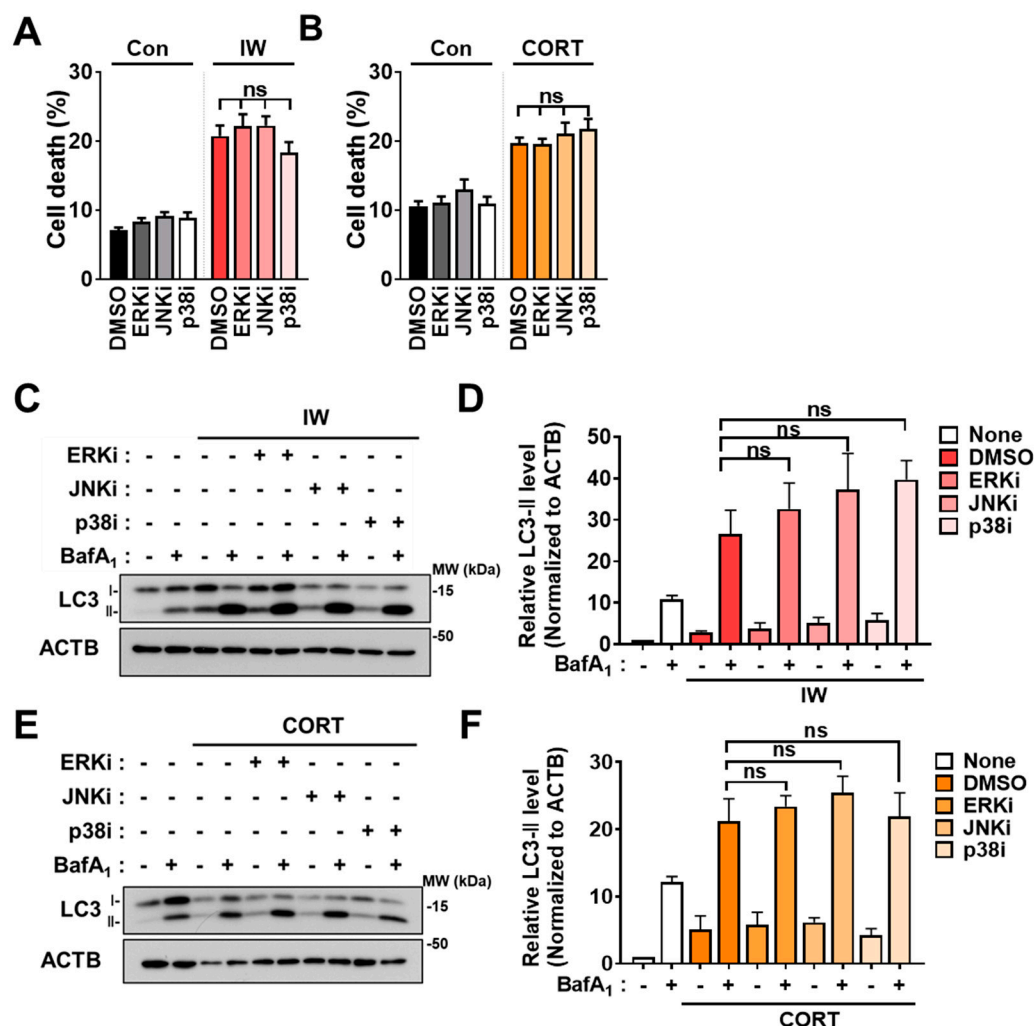 A
Con
IW
Cell death (%)
30
20
10
0
ns
DMSO
ERKi
JNKi
p38i
DMSO
ERKi
JNKi
p38i
B
Con
CORT
Cell death (%)
30
20
10
0
ns
DMSO
ERKi
JNKi
p38i
DMSO
ERKi
JNKi
p38i
C
IW
ERKi : - - - - + + - - - -
JNKi : - - - - - - + + - -
p38i : - - - - - - - - + +
BafA₁ : - + - + - + - + - +
MW (kDa)
LC3
I-
II-
-15
-50
ACTB
D
Relative LC3-II level
(Normalized to ACTB)
50
40
30
20
10
0
ns
ns
ns
None
DMSO
ERKi
JNKi
p38i
BafA₁ : - + - + - + - + - +
IW
E
CORT
ERKi : - - - - + + - - - -
JNKi : - - - - - - + + - -
p38i : - - - - - - - - + +
BafA₁ : - + - + - + - + - +
MW (kDa)
LC3
I-
II-
-15
-50
ACTB
F
Relative LC3-II level
(Normalized to ACTB)
30
20
10
0
ns
ns
ns
None
DMSO
ERKi
JNKi
p38i
BafA₁ : - + - + - + - + - +
CORT